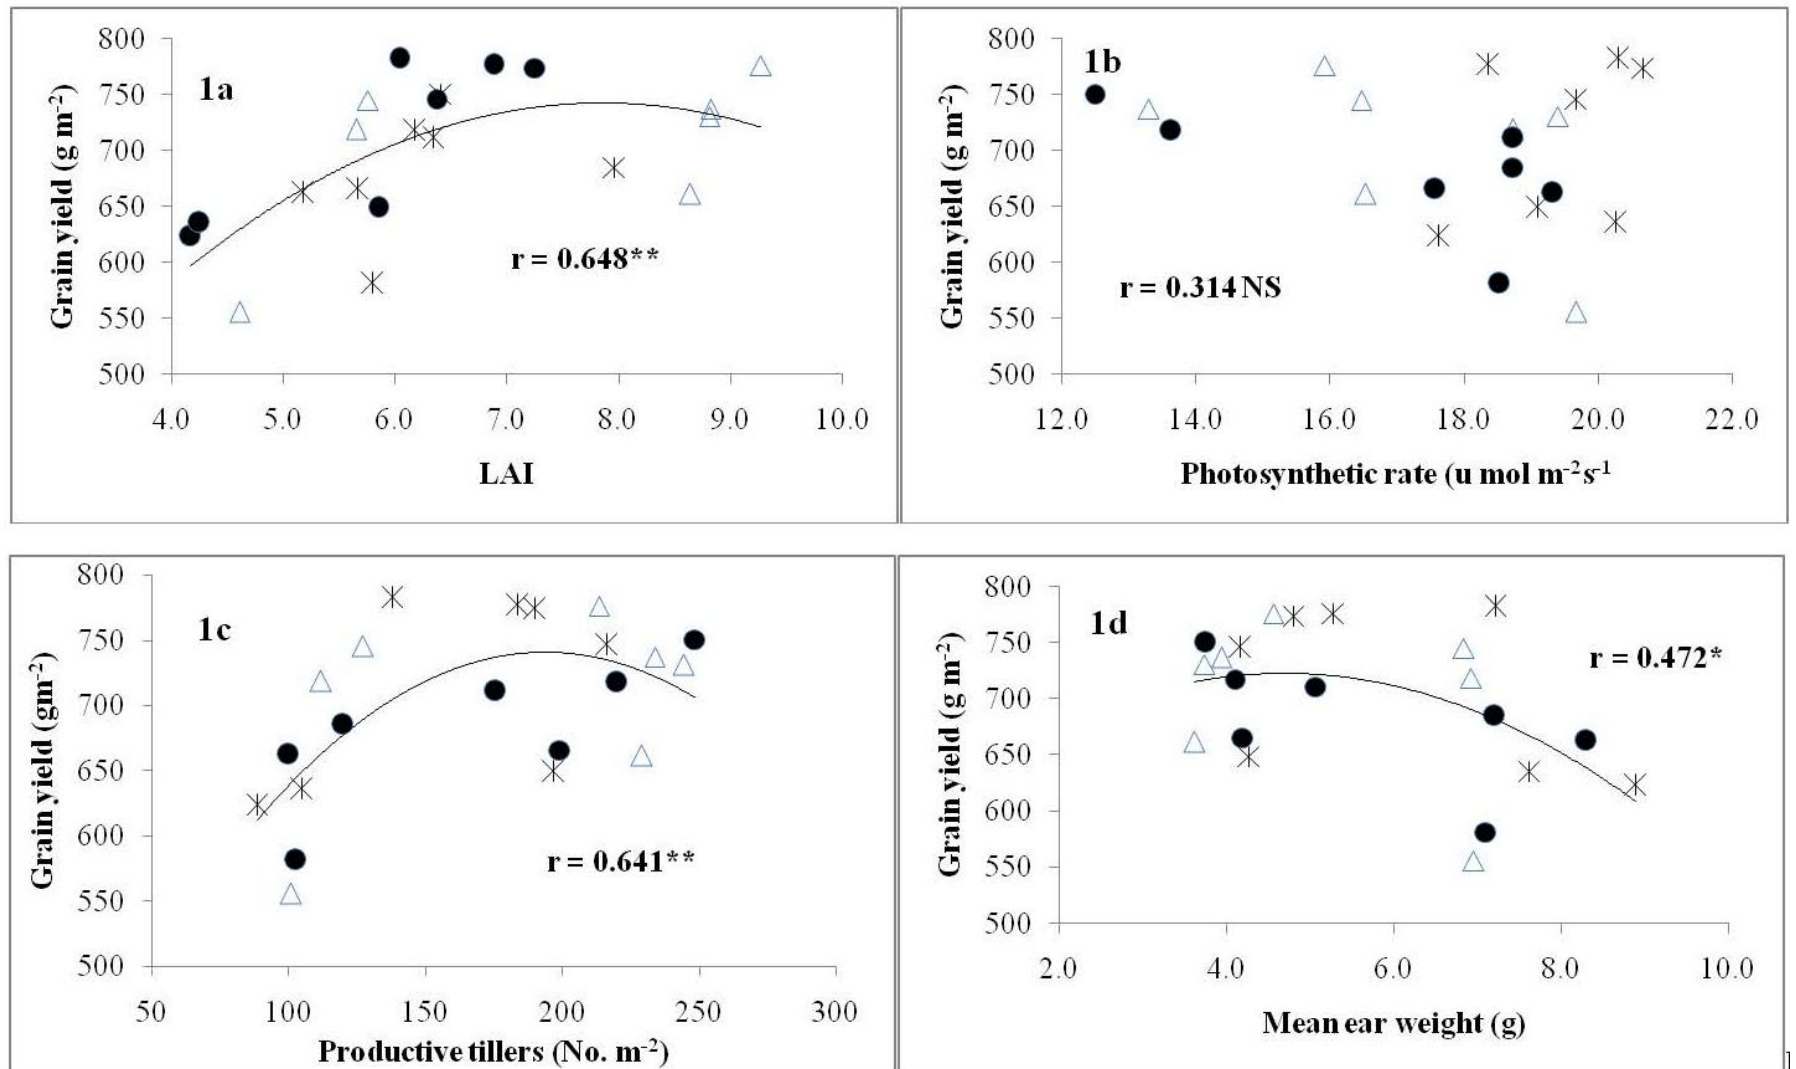 800
750
700
650
600
550
500
Grain yield (g m-2)
1a
r = 0.648**
4.0 5.0 6.0 7.0 8.0 9.0 10.0
LAI
800
750
700
650
600
550
500
Grain yield (g m-2)
1b
r = 0.314 NS
12.0 14.0 16.0 18.0 20.0 22.0
Photosynthetic rate (u mol m-2s-1
800
750
700
650
600
550
500
Grain yield (gm-2)
1c
r = 0.641**
50 100 150 200 250 300
Productive tillers (No. m-2)
800
750
700
650
600
550
500
Grain yield (g m-2)
1d
r = 0.472*
2.0 4.0 6.0 8.0 10.0
Mean ear weight (g)